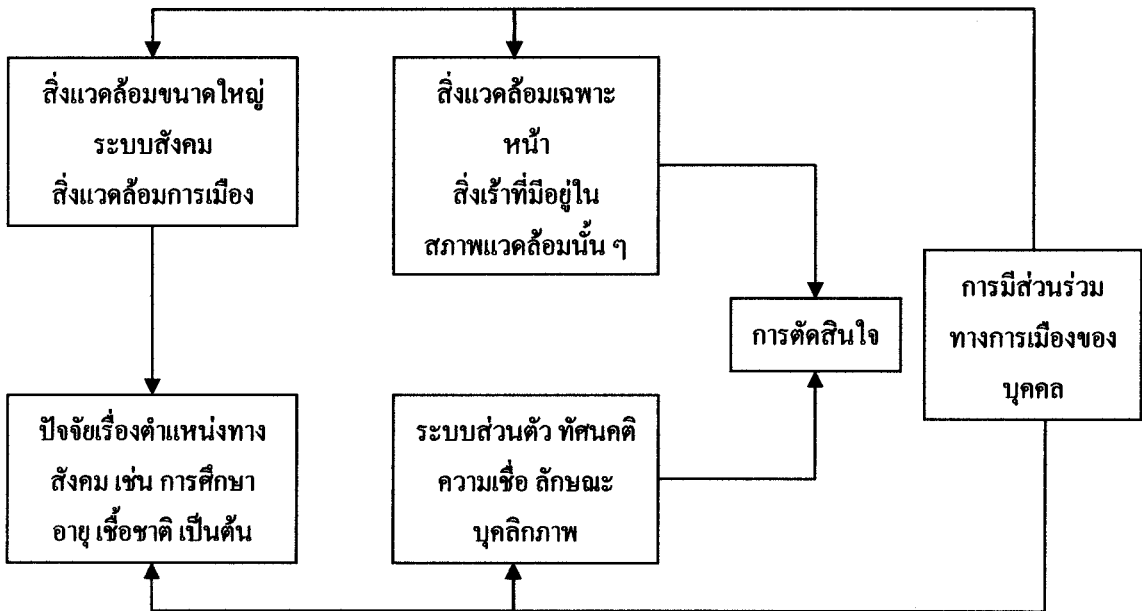 สิ่งแวดล้อมขนาดใหญ่
ระบบสังคม
สิ่งแวดล้อมการเมือง
สิ่งแวดล้อมเฉพาะ
หน้า
สิ่งเร้าที่มีอยู่ใน
สภาพแวดล้อมนั้น ๆ
การตัดสินใจ
การมีส่วนร่วม
ทางการเมืองของ
บุคคล
ปัจจัยเรื่องตำแหน่งทาง
สังคม เช่น การศึกษา
อายุ เชื้อชาติ เป็นต้น
ระบบส่วนตัว ทัศนคติ
ความเชื่อ ลักษณะ
บุคลิกภาพ